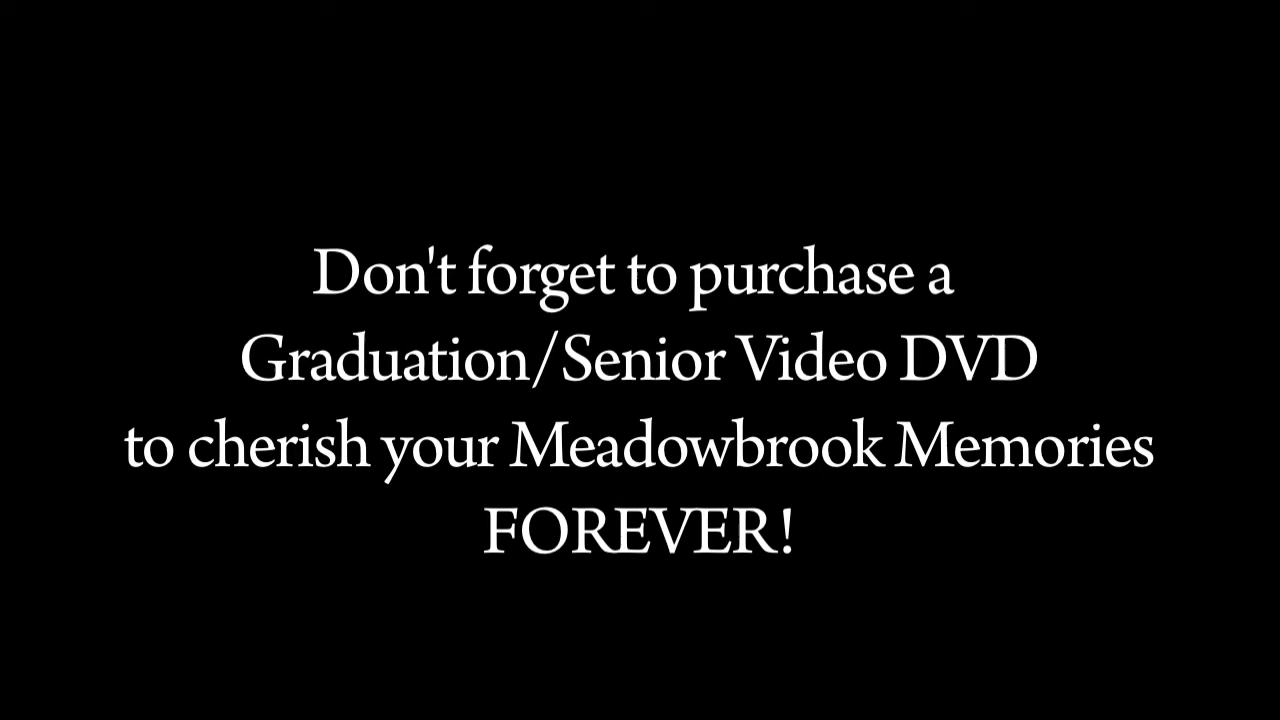 Don't forget to purchase a
Graduation/Senior Video DVD
to cherish your Meadowbrook Memories
FOREVER!